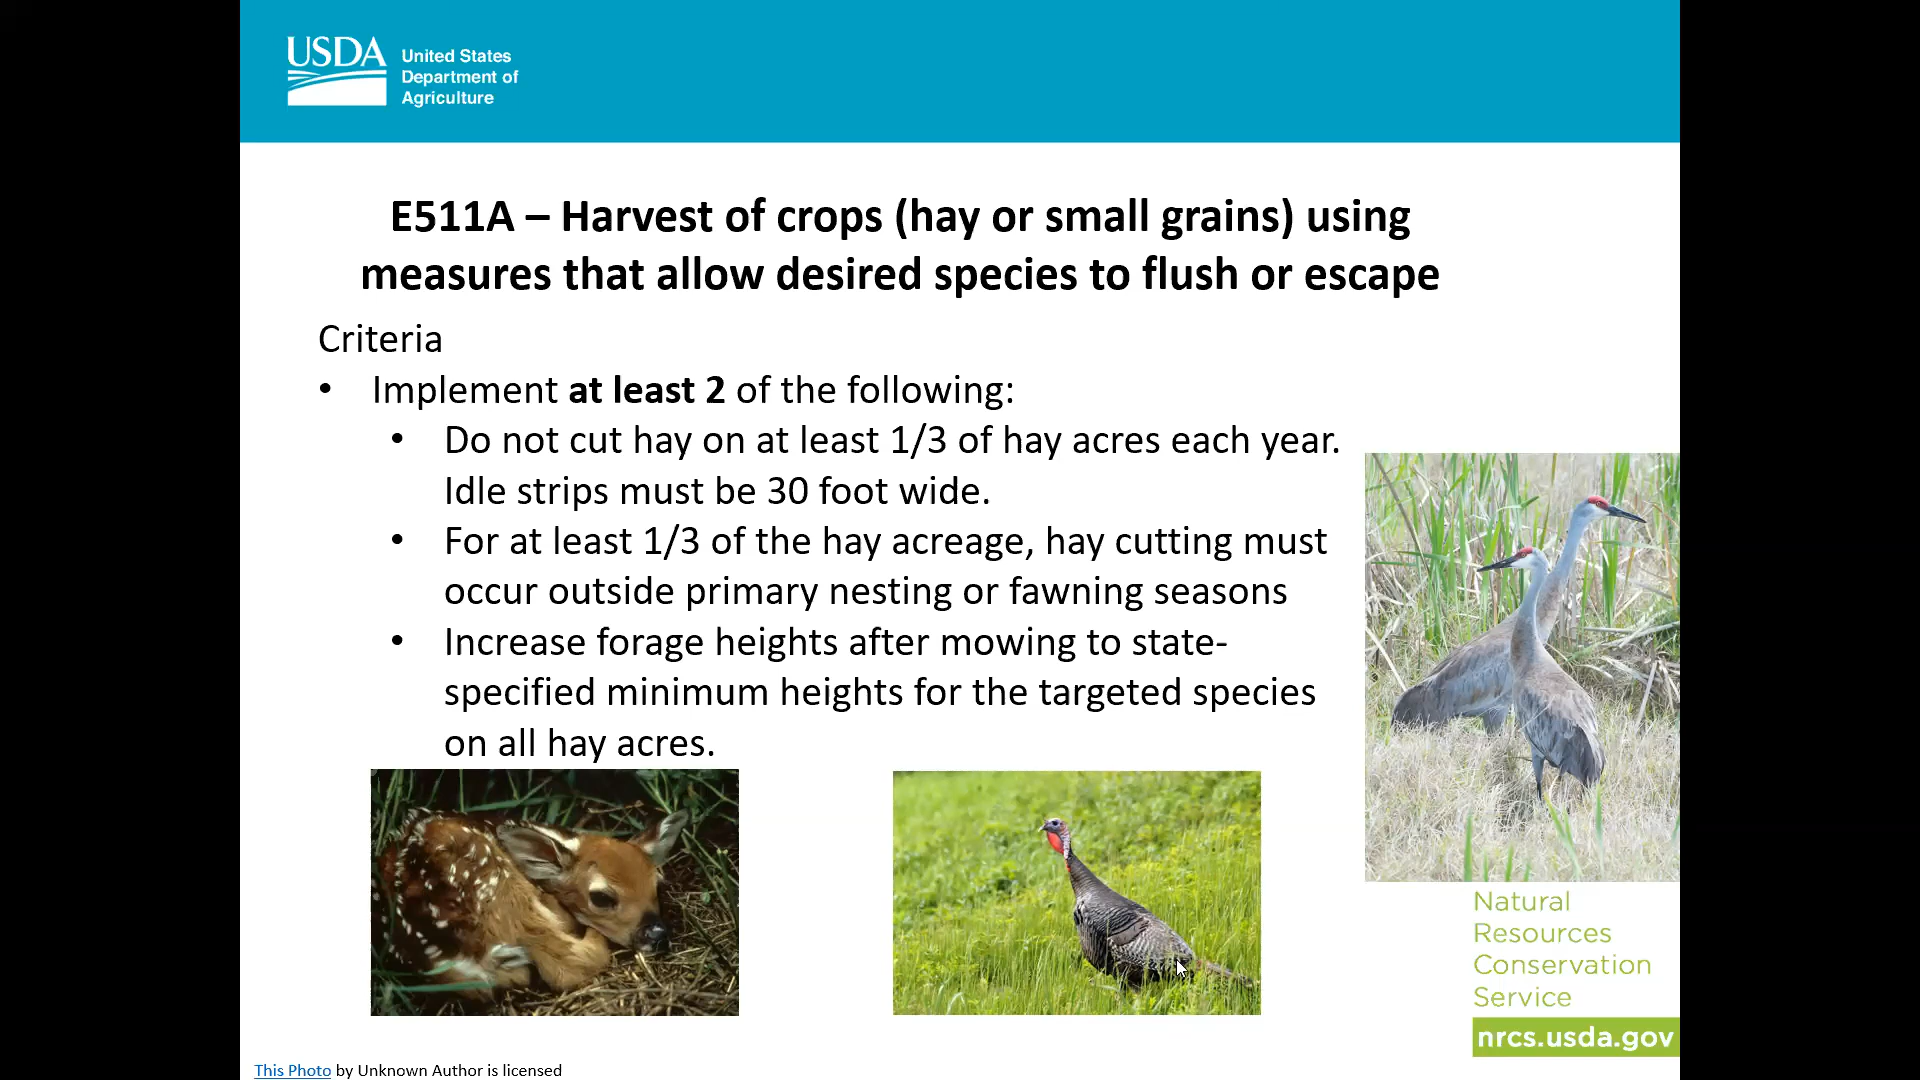 USDA
United States
Department of
Agriculture
E511A – Harvest of crops (hay or small grains) using
measures that allow desired species to flush or escape
Criteria
• Implement at least 2 of the following:
• Do not cut hay on at least 1/3 of hay acres each year.
Idle strips must be 30 foot wide.
• For at least 1/3 of the hay acreage, hay cutting must
occur outside primary nesting or fawning seasons
• Increase forage heights after mowing to state-
specified minimum heights for the targeted species
on all hay acres.
Natural
Resources
Conservation
Service
nrcs.usda.gov
This Photo by Unknown Author is licensed